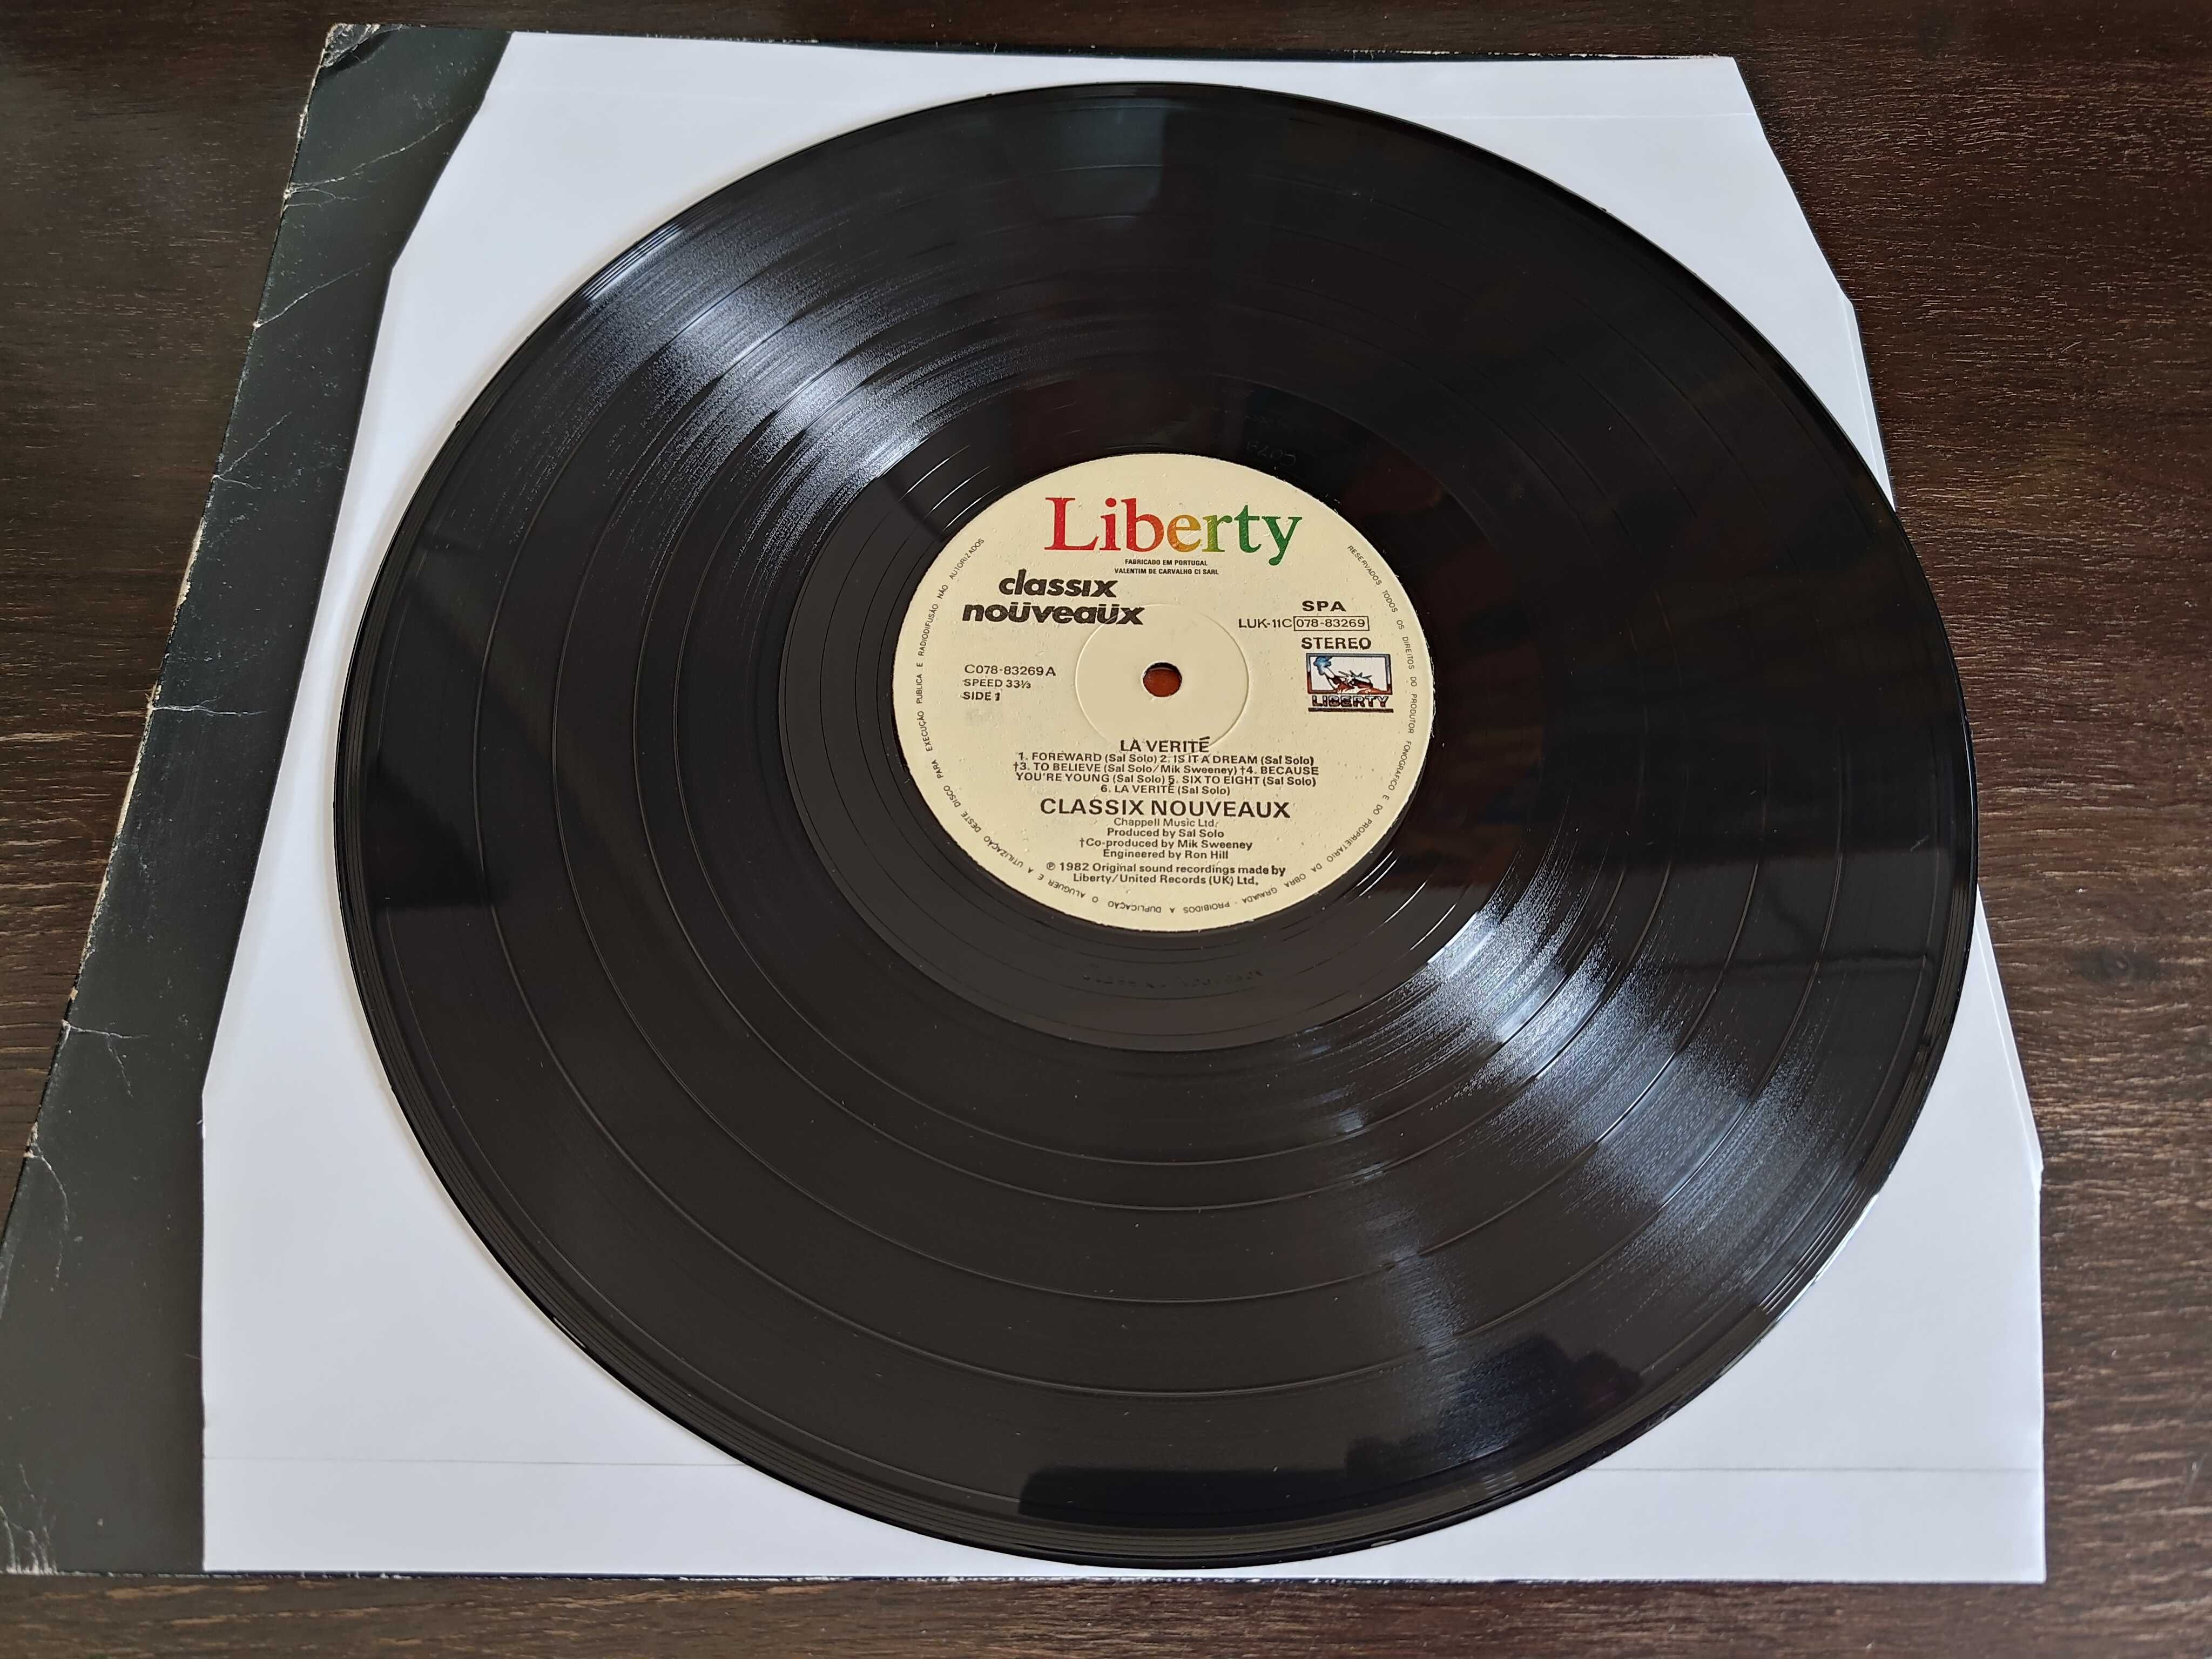 Liberty
FABRICADO EM PORTUGAL
VALENTIM DE CARVALHO CI SARL
classix
noüveaüx
SPA
LUK-11C 078-83269
STEREO
LIBERTY
C078-83269 A
SPEED 33⅓
SIDE 1
LA VERITÉ
1. FOREWARD (Sal Solo) 2. IS IT A DREAM (Sal Solo)
†3. TO BELIEVE (Sal Solo/Mik Sweeney) †4. BECAUSE
YOU'RE YOUNG (Sal Solo) 5. SIX TO EIGHT (Sal Solo)
6. LA VERITÉ (Sal Solo)
CLASSIX NOUVEAUX
Chappell Music Ltd.
Produced by Sal Solo
†Co-produced by Mik Sweeney
Engineered by Ron Hill
℗ 1982 Original sound recordings made by
Liberty/United Records (UK) Ltd.
RESERVADOS TODOS OS DIREITOS DO PRODUTOR FONOGRAFICO E DO PROPRIETARIO DA OBRA GRAVADA - PROIBIDOS A DUPLICAÇÃO O ALUGUER E A UTILIZAÇÃO DESTE DISCO PARA EXECUÇÃO PUBLICA E RADIODIFUSÃO NÃO AUTORIZADOS